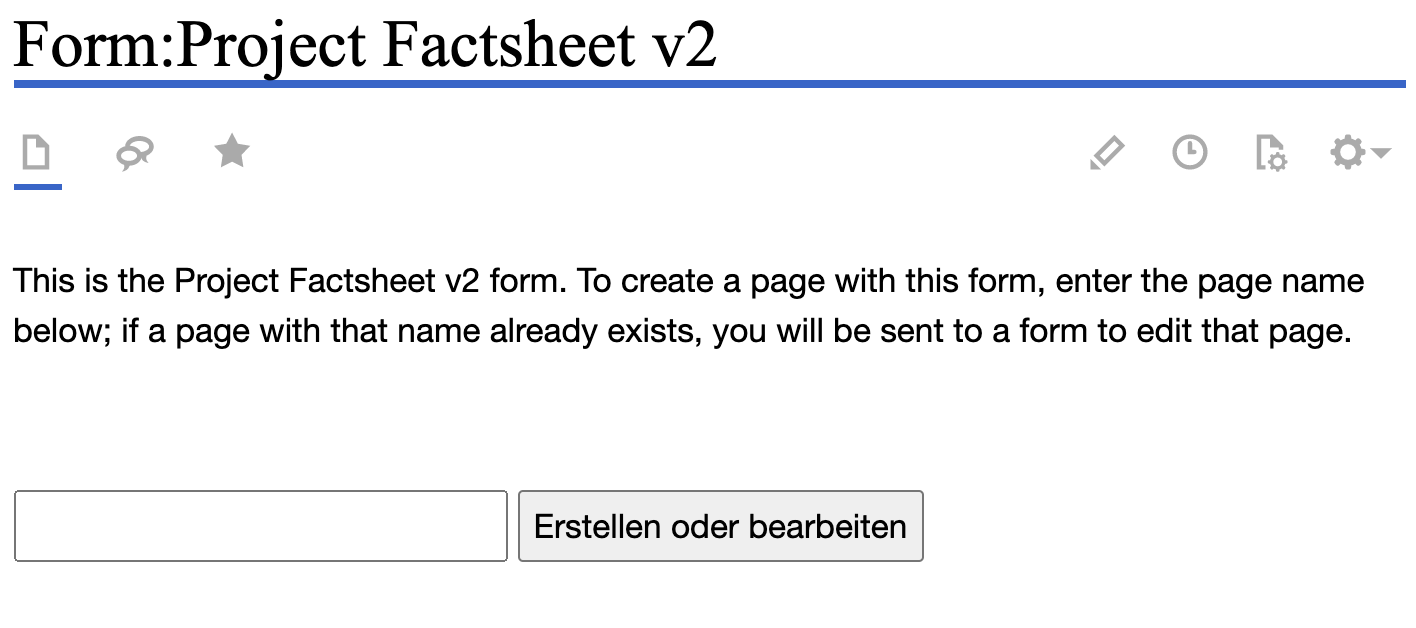 Form:Project Factsheet v2
This is the Project Factsheet v2 form. To create a page with this form, enter the page name
below; if a page with that name already exists, you will be sent to a form to edit that page.
Erstellen oder bearbeiten